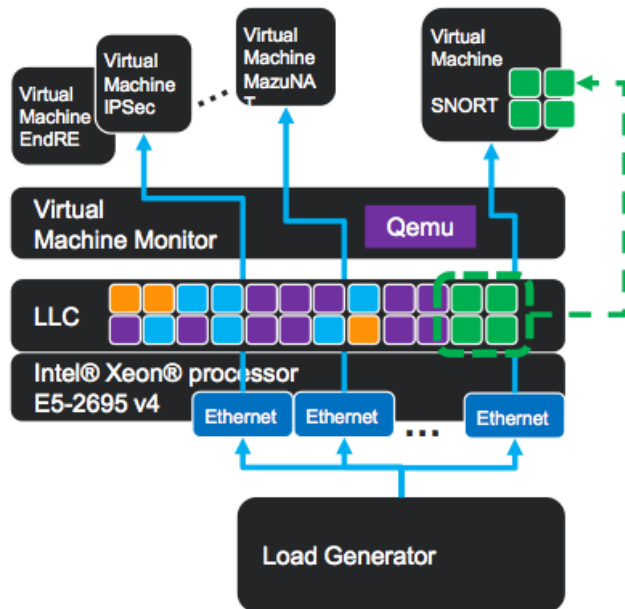 Virtual
Machine
EndRE
Virtual
Machine
IPSec
...
Virtual
Machine
MazuNA
T
Virtual
Machine
SNORT
Virtual
Machine Monitor
Qemu
LLC
Intel® Xeon® processor
E5-2695 v4
Ethernet
Ethernet
...
Ethernet
Load Generator